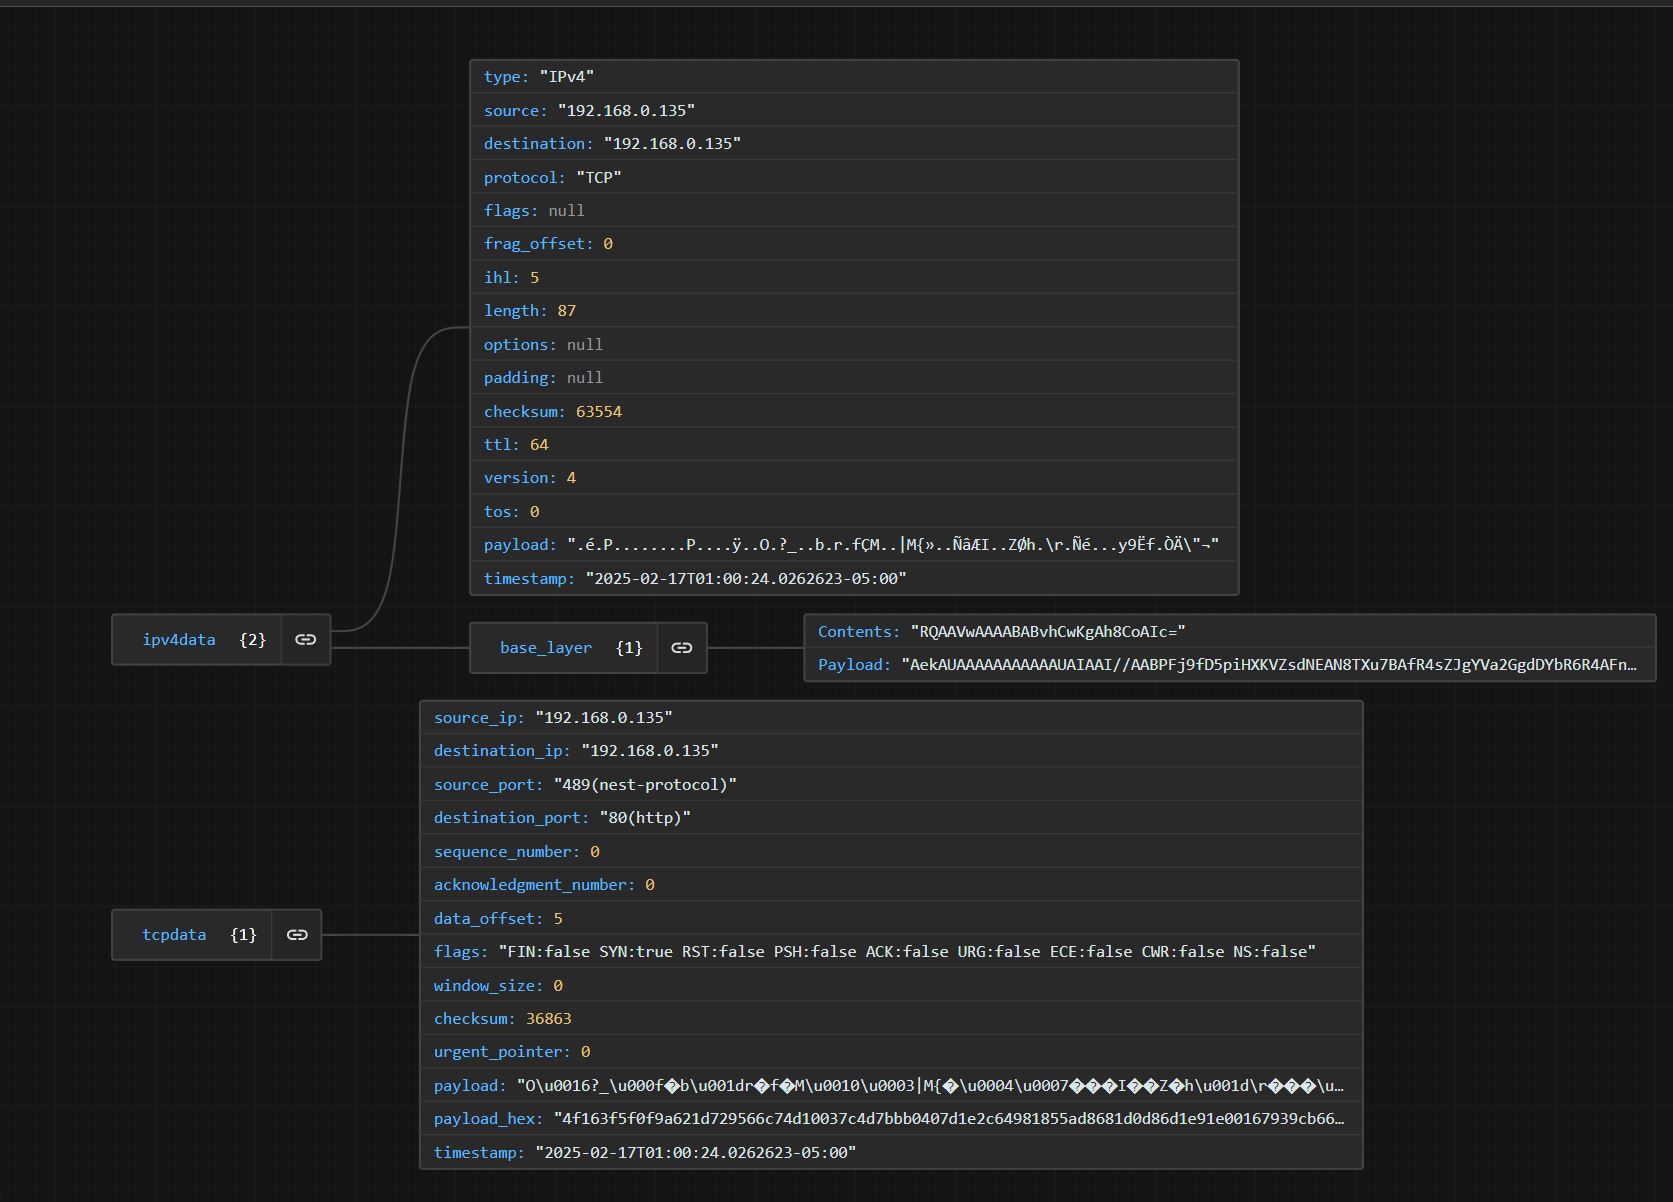 type: "IPv4"
source: "192.168.0.135"
destination: "192.168.0.135"
protocol: "TCP"
flags: null
frag_offset: 0
ihl: 5
length: 87
options: null
padding: null
checksum: 63554
ttl: 64
version: 4
tos: 0
payload: ".é.P........P....ÿ..O.?_..b.r.fÇM..|M{»..ÑâÆI..ZØh.\r.Ñé...y9Ëf.ÒÄ\"¬"
timestamp: "2025-02-17T01:00:24.0262623-05:00"
ipv4data {2}
base_layer {1}
Contents: "RQAAVwAAAABABvhCwKgAh8CoAIc="
Payload: "AekAUAAAAAAAAAAAUAIAAI//AABPFj9fD5piHXKVZsdNEAN8TXu7BAfR4sZJgYVa2GgdDYbR6R4AFn…
source_ip: "192.168.0.135"
destination_ip: "192.168.0.135"
source_port: "489(nest-protocol)"
destination_port: "80(http)"
sequence_number: 0
acknowledgment_number: 0
data_offset: 5
flags: "FIN:false SYN:true RST:false PSH:false ACK:false URG:false ECE:false CWR:false NS:false"
window_size: 0
checksum: 36863
urgent_pointer: 0
payload: "O\u0016?_\u000f�b\u001dr�f�M\u0010\u0003|M{�\u0004\u0007���I��Z�h\u001d\r���\u…
payload_hex: "4f163f5f0f9a621d729566c74d10037c4d7bbb0407d1e2c64981855ad8681d0d86d1e91e00167939cb66…
timestamp: "2025-02-17T01:00:24.0262623-05:00"
tcpdata {1}